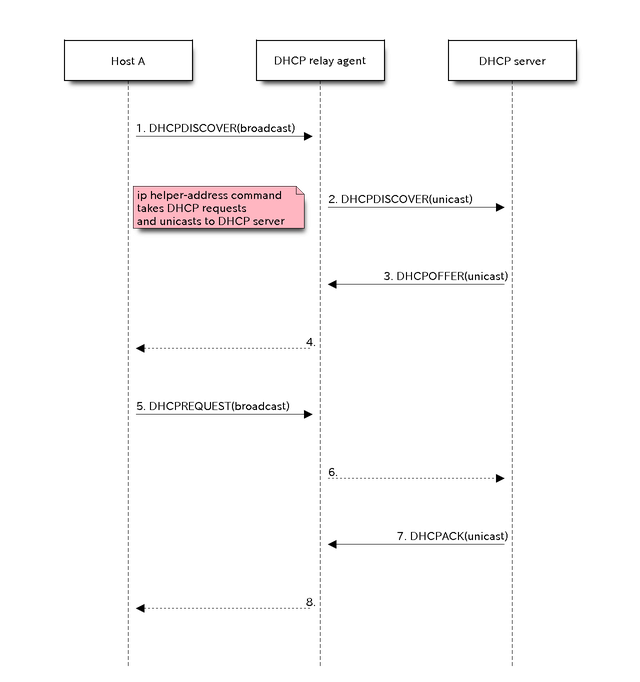 Host A
DHCP relay agent
DHCP server
1. DHCPDISCOVER(broadcast)
ip helper-address command
takes DHCP requests
and unicasts to DHCP server
2. DHCPDISCOVER(unicast)
3. DHCPOFFER(unicast)
4.
5. DHCPREQUEST(broadcast)
6.
7. DHCPACK(unicast)
8.